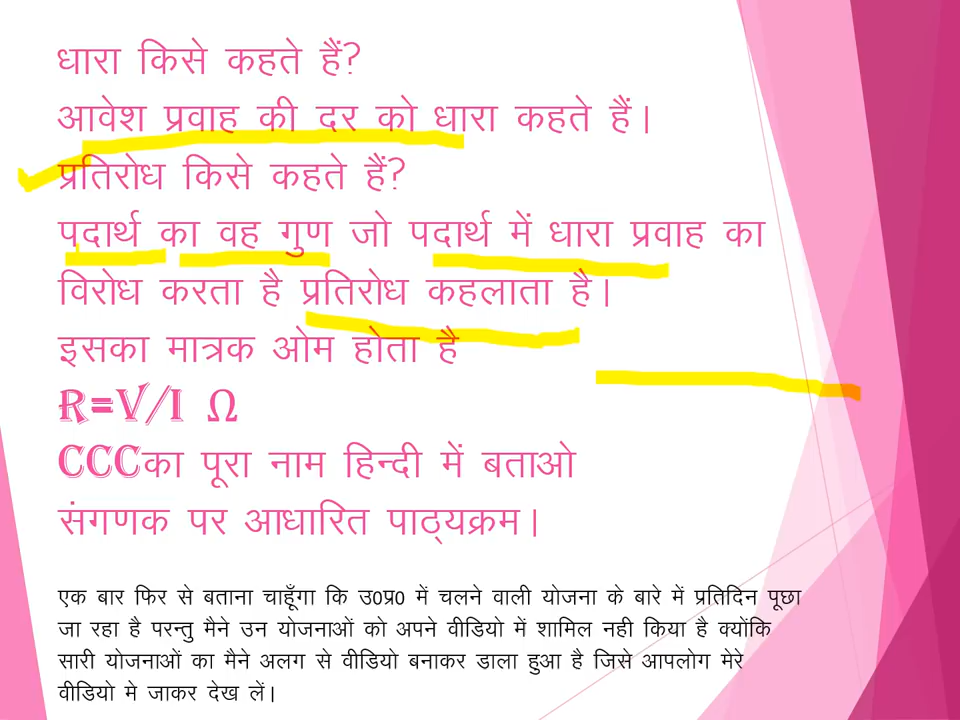 धारा किसे कहते हैं?
आवेश प्रवाह की दर को धारा कहते हैं।
प्रतिरोध किसे कहते हैं?
पदार्थ का वह गुण जो पदार्थ में धारा प्रवाह का
विरोध करता है प्रतिरोध कहलाता है।
इसका मात्रक ओम होता है
R=V/I Ω
CCCका पूरा नाम हिन्दी में बताओ
संगणक पर आधारित पाठ्यक्रम।
एक बार फिर से बताना चाहूँगा कि उ0प्र0 में चलने वाली योजना के बारे में प्रतिदिन पूछा
जा रहा है परन्तु मैने उन योजनाओं को अपने वीडियो में शामिल नही किया है क्योंकि
सारी योजनाओं का मैने अलग से वीडियो बनाकर डाला हुआ है जिसे आपलोग मेरे
वीडियो मे जाकर देख लें।